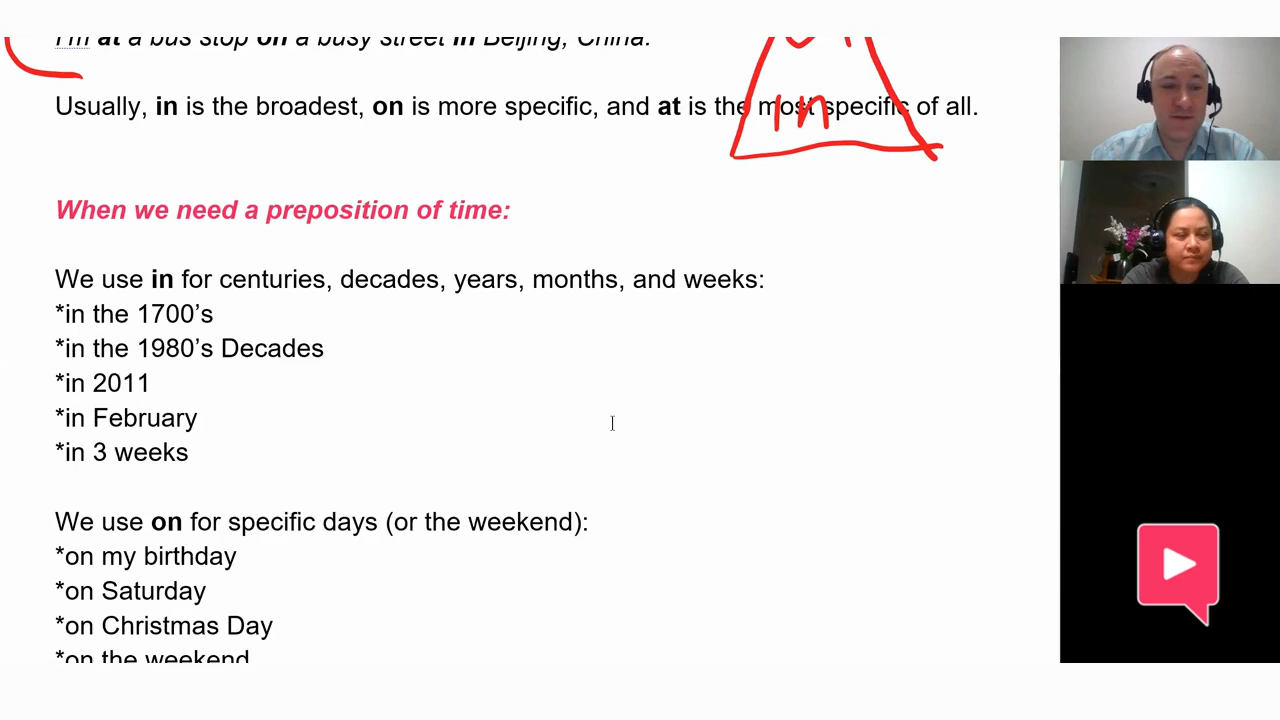 I'm at a bus stop on a busy street in Beijing, China.
Usually, in is the broadest, on is more specific, and at is the most specific of all.
in
When we need a preposition of time:
We use in for centuries, decades, years, months, and weeks:
*in the 1700's
*in the 1980's Decades
*in 2011
*in February
*in 3 weeks
We use on for specific days (or the weekend):
*on my birthday
*on Saturday
*on Christmas Day
*on the weekend